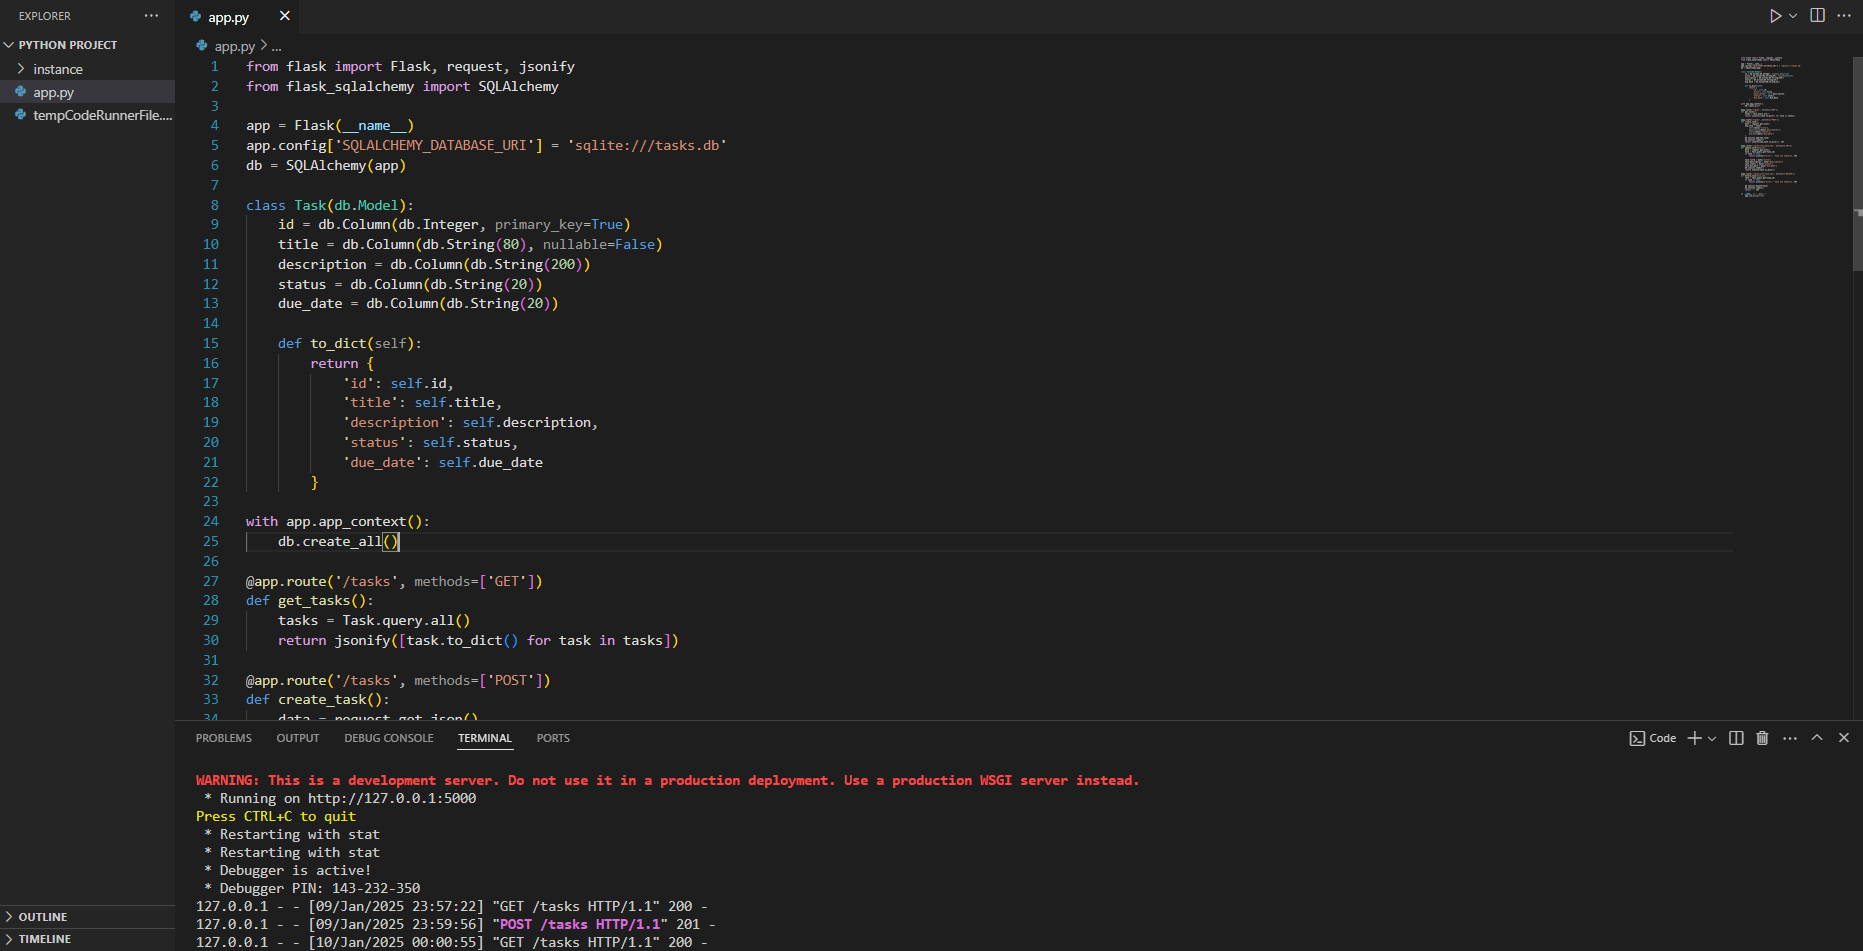 EXPLORER
PYTHON PROJECT
instance
app.py
tempCodeRunnerFile....
OUTLINE
TIMELINE
app.py
app.py > ...
1 from flask import Flask, request, jsonify
2 from flask_sqlalchemy import SQLAlchemy
3
4 app = Flask(__name__)
5 app.config['SQLALCHEMY_DATABASE_URI'] = 'sqlite:///tasks.db'
6 db = SQLAlchemy(app)
7
8 class Task(db.Model):
9     id = db.Column(db.Integer, primary_key=True)
10     title = db.Column(db.String(80), nullable=False)
11     description = db.Column(db.String(200))
12     status = db.Column(db.String(20))
13     due_date = db.Column(db.String(20))
14
15     def to_dict(self):
16         return {
17             'id': self.id,
18             'title': self.title,
19             'description': self.description,
20             'status': self.status,
21             'due_date': self.due_date
22         }
23
24 with app.app_context():
25     db.create_all()
26
27 @app.route('/tasks', methods=['GET'])
28 def get_tasks():
29     tasks = Task.query.all()
30     return jsonify([task.to_dict() for task in tasks])
31
32 @app.route('/tasks', methods=['POST'])
33 def create_task():
34     data = request.get_json()
PROBLEMS OUTPUT DEBUG CONSOLE TERMINAL PORTS
Code
WARNING: This is a development server. Do not use it in a production deployment. Use a production WSGI server instead.
 * Running on http://127.0.0.1:5000
Press CTRL+C to quit
 * Restarting with stat
 * Restarting with stat
 * Debugger is active!
 * Debugger PIN: 143-232-350
127.0.0.1 - - [09/Jan/2025 23:57:22] "GET /tasks HTTP/1.1" 200 -
127.0.0.1 - - [09/Jan/2025 23:59:56] "POST /tasks HTTP/1.1" 201 -
127.0.0.1 - - [10/Jan/2025 00:00:55] "GET /tasks HTTP/1.1" 200 -